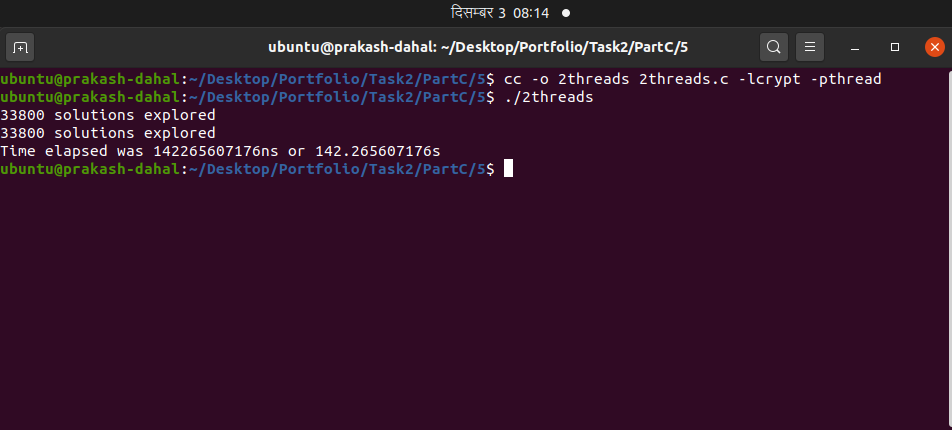 दिसम्बर 3 08:14
ubuntu@prakash-dahal: ~/Desktop/Portfolio/Task2/PartC/5
ubuntu@prakash-dahal:~/Desktop/Portfolio/Task2/PartC/5$ cc -o 2threads 2threads.c -lcrypt -pthread
ubuntu@prakash-dahal:~/Desktop/Portfolio/Task2/PartC/5$ ./2threads
33800 solutions explored
33800 solutions explored
Time elapsed was 142265607176ns or 142.265607176s
ubuntu@prakash-dahal:~/Desktop/Portfolio/Task2/PartC/5$